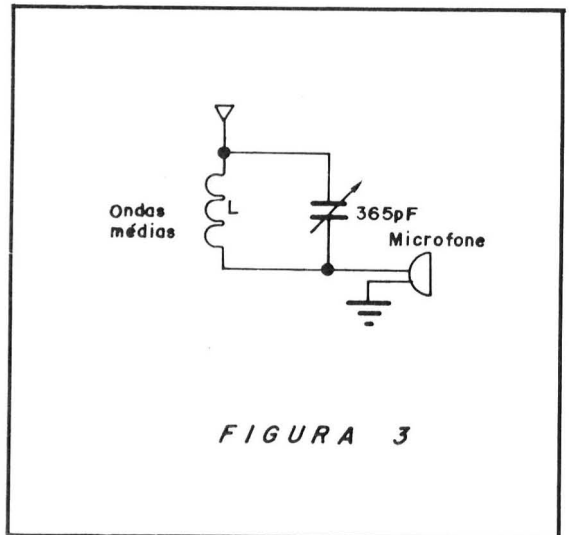 Ondas
médias
L
365pF
Microfone
FIGURA 3